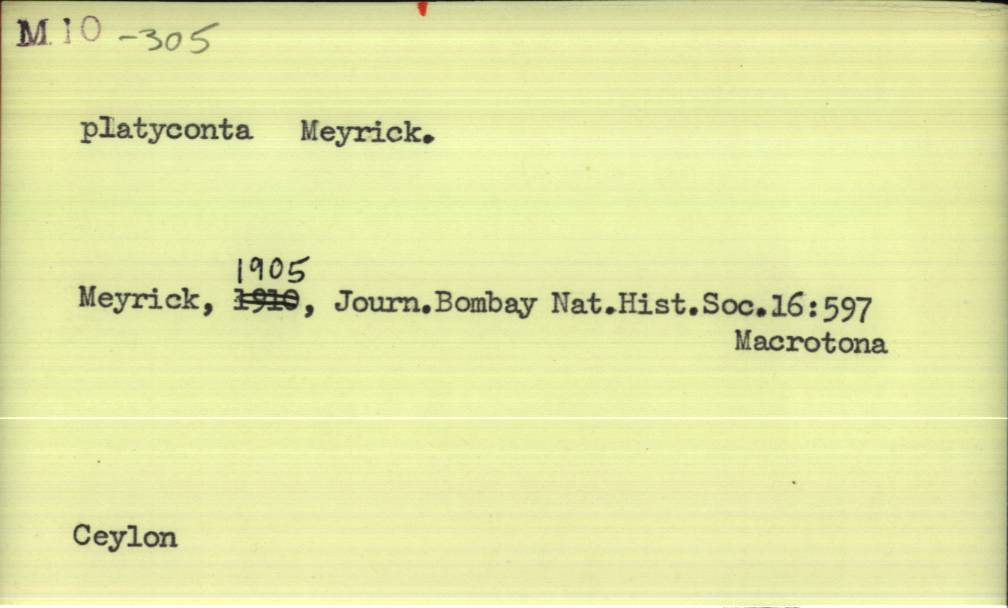 M.10 -305
platyconta Meyrick.
1905
Meyrick, 1910, Journ.Bombay Nat.Hist.Soc.16:597
Macrotona
Ceylon